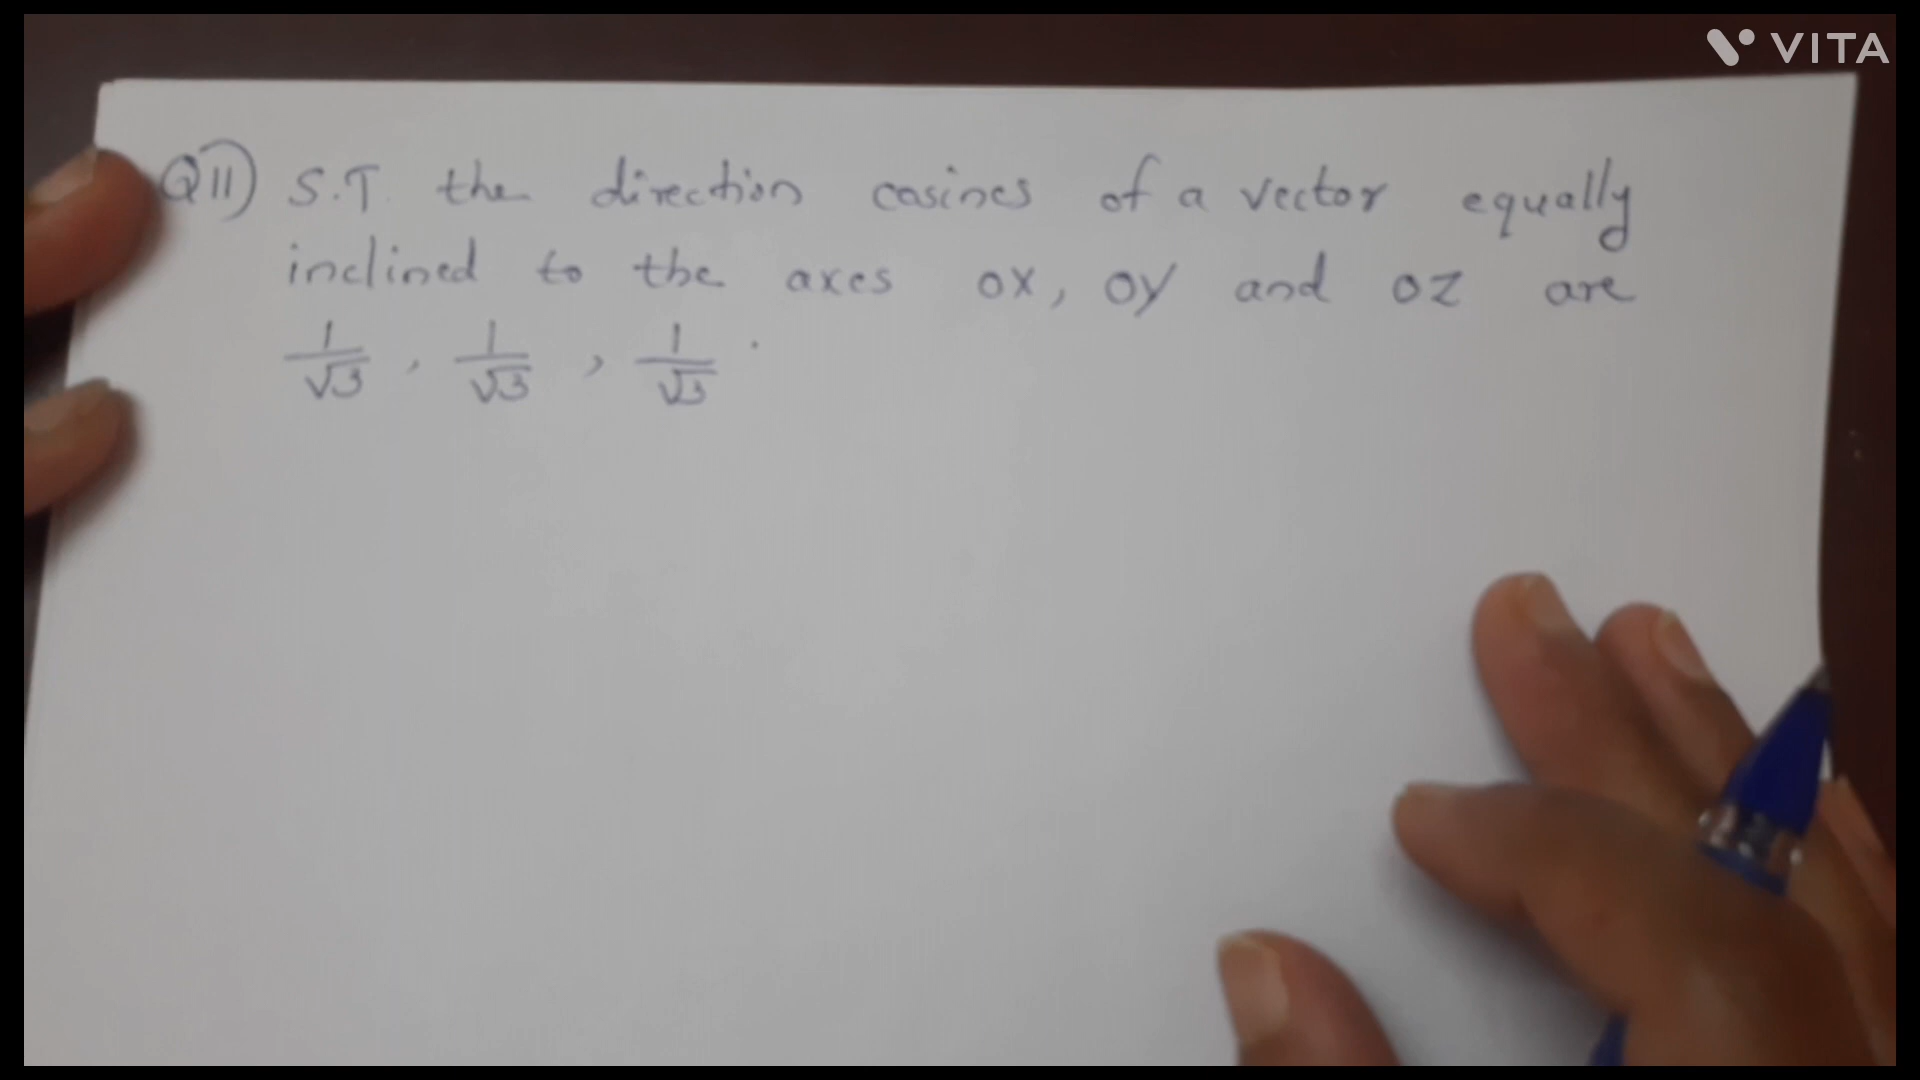 VITA
Q11) S.T. the direction cosines of a vector equally
inclined to the axes OX, OY and OZ are
1/√3, 1/√3, 1/√3.